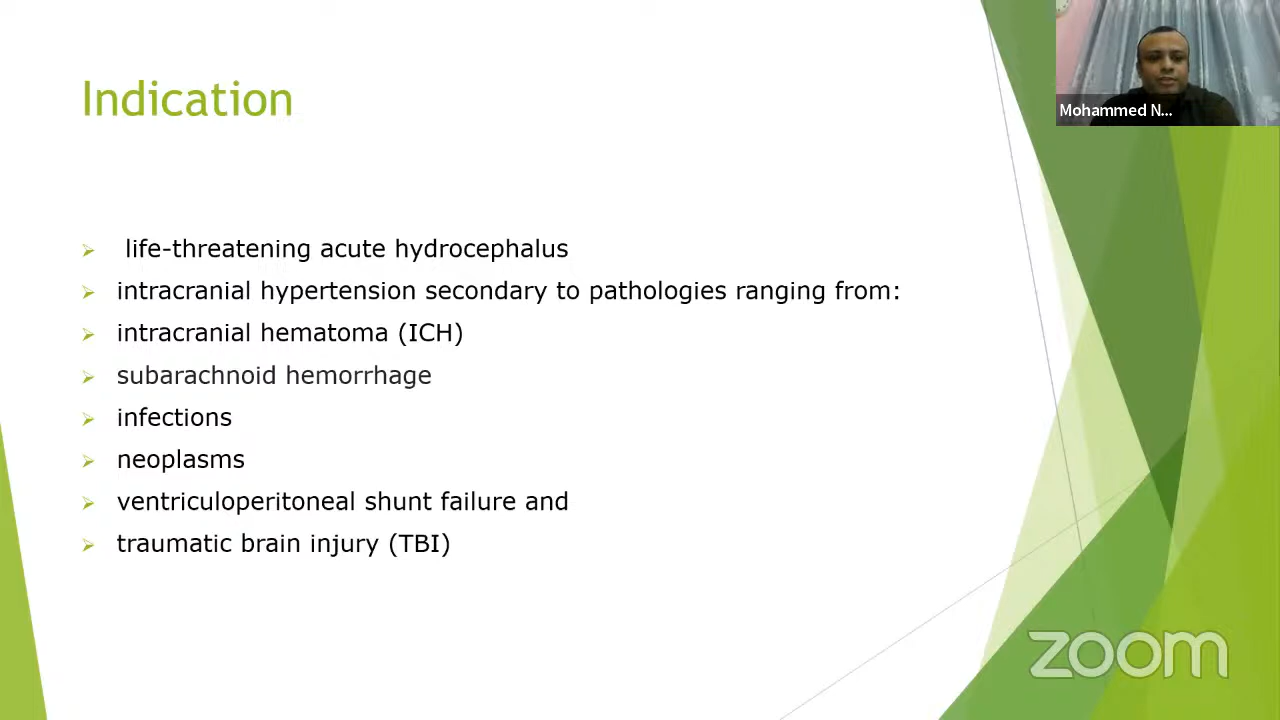 Indication
Mohammed N...
life-threatening acute hydrocephalus
intracranial hypertension secondary to pathologies ranging from:
intracranial hematoma (ICH)
subarachnoid hemorrhage
infections
neoplasms
ventriculoperitoneal shunt failure and
traumatic brain injury (TBI)
zoom